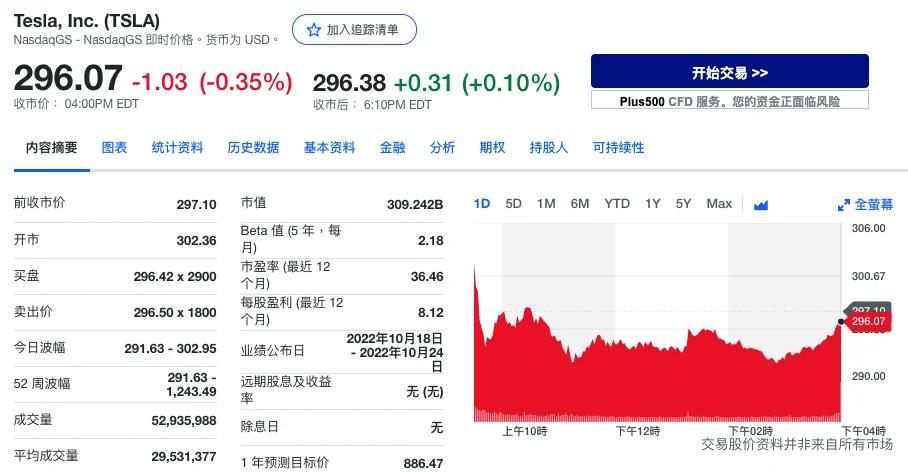 Tesla, Inc. (TSLA)
NasdaqGS - NasdaqGS 即时价格。货币为 USD。
加入追踪清单
296.07 -1.03 (-0.35%)
收市价： 04:00PM EDT
296.38 +0.31 (+0.10%)
收市后： 6:10PM EDT
开始交易 >>
Plus500 CFD 服务。您的资金正面临风险
内容摘要 图表 统计资料 历史数据 基本资料 金融 分析 期权 持股人 可持续性
前收市价 297.10
开市 302.36
买盘 296.42 x 2900
卖出价 296.50 x 1800
今日波幅 291.63 - 302.95
52 周波幅 291.63 -
1,243.49
成交量 52,935,988
平均成交量 29,531,377
市值 309.242B
Beta 值 (5 年，每
月) 2.18
市盈率 (最近 12
个月) 36.46
每股盈利 (最近 12
个月) 8.12
业绩公布日 2022年10月18日
- 2022年10月24
日
远期股息及收益
率 无 (无)
除息日 无
1 年预测目标价 886.47
1D 5D 1M 6M YTD 1Y 5Y Max
全萤幕
306.00
300.67
297.10
296.07
290.00
上午10時 下午12時 下午02時 下午04時
交易股价资料并非来自所有市场